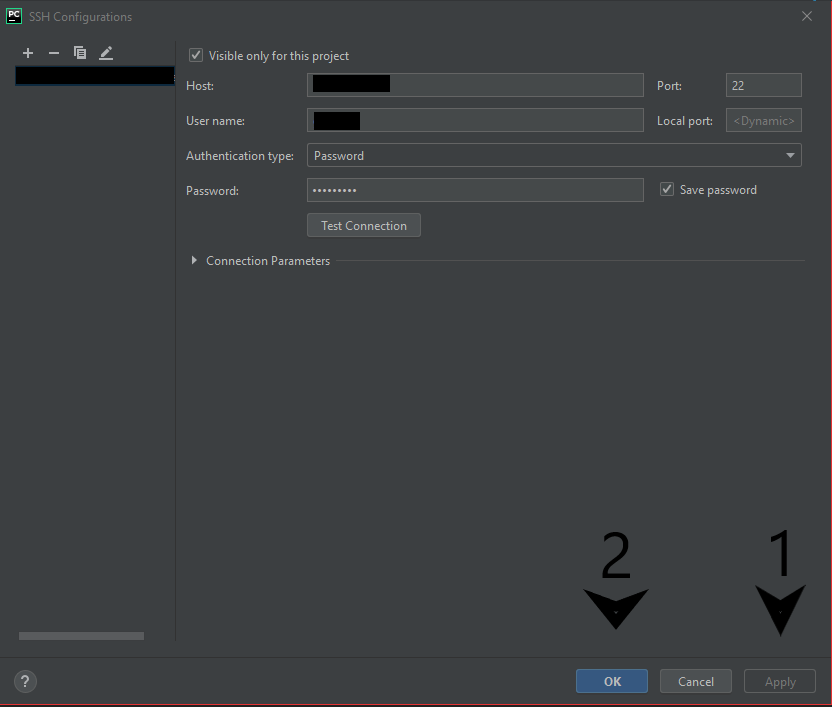 PC SSH Configurations
Visible only for this project
Host: Port: 22
User name: Local port: <Dynamic>
Authentication type: Password
Password: ••••••••• Save password
Test Connection
Connection Parameters
2 1
? OK Cancel Apply